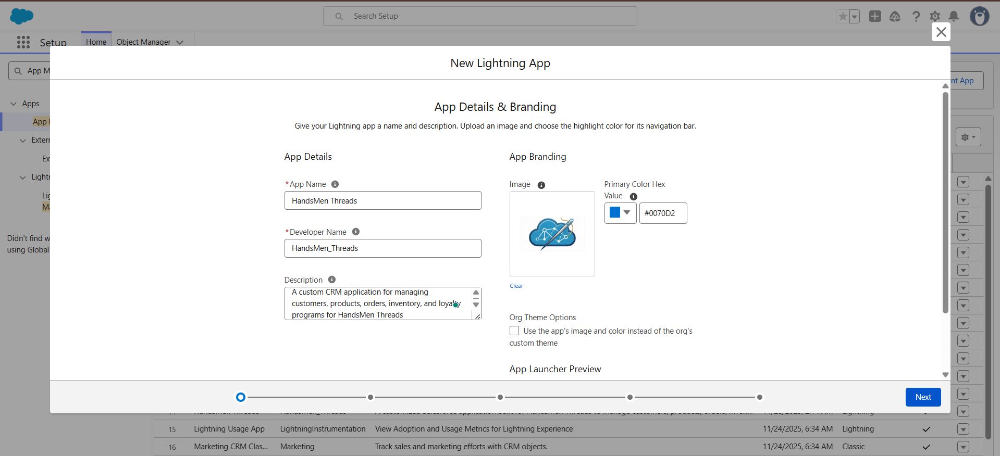 Search Setup
Setup
Home
Object Manager
App M
ent App
New Lightning App
Apps
App
Extern
Ex
Lightn
Lig
Ma
Didn't find w
using Global
App Details & Branding
Give your Lightning app a name and description. Upload an image and choose the highlight color for its navigation bar.
App Details
App Branding
*App Name
HandsMen Threads
*Developer Name
HandsMen_Threads
Description
A custom CRM application for managing
customers, products, orders, inventory, and loyalty
programs for HandsMen Threads
Image
Primary Color Hex
Value
#0070D2
Clear
Org Theme Options
Use the app's image and color instead of the org's
custom theme
App Launcher Preview
Next
15 Lightning Usage App LightningInstrumentation View Adoption and Usage Metrics for Lightning Experience 11/24/2025, 6:34 AM Lightning
16 Marketing CRM Clas... Marketing Track sales and marketing efforts with CRM objects. 11/24/2025, 6:34 AM Classic